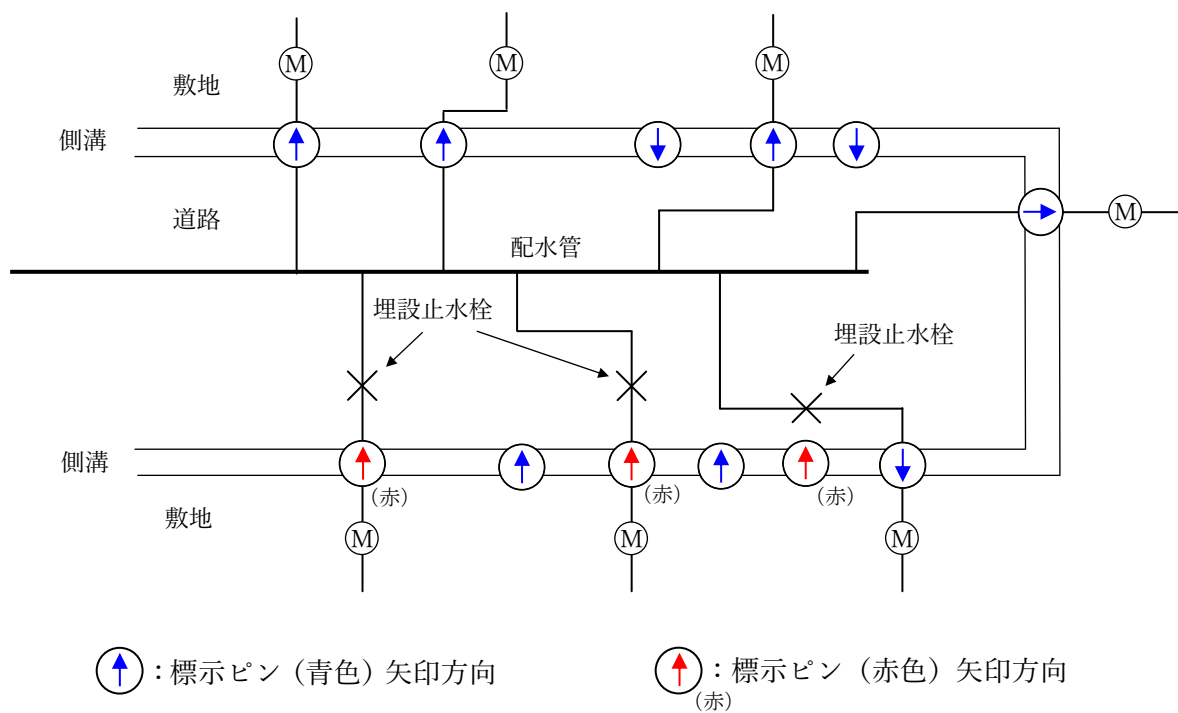 M
M
M
敷地
側溝
道路
M
配水管
埋設止水栓
埋設止水栓
側溝
（赤）
（赤）
（赤）
敷地
M
M
M
：標示ピン（青色）矢印方向
：標示ピン（赤色）矢印方向
（赤）